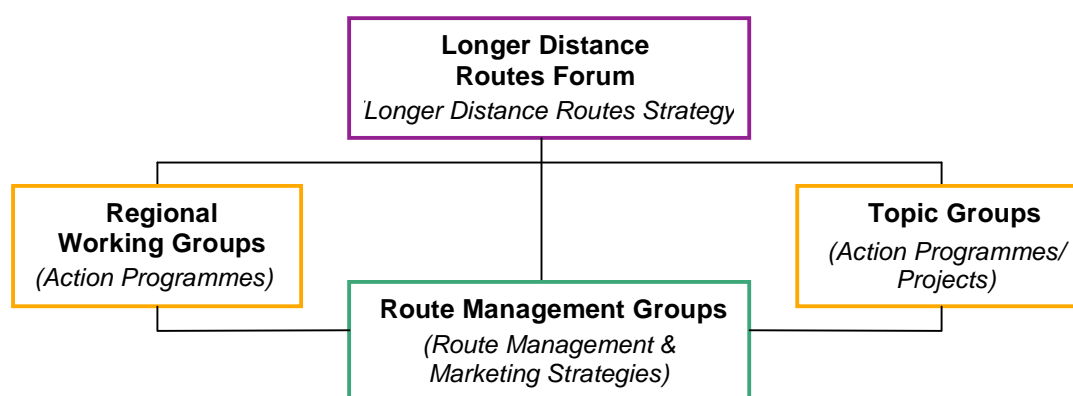 Longer Distance
Routes Forum
(Longer Distance Routes Strategy
Regional
Working Groups
(Action Programmes)
Topic Groups
(Action Programmes/
Projects)
Route Management Groups
(Route Management &
Marketing Strategies)